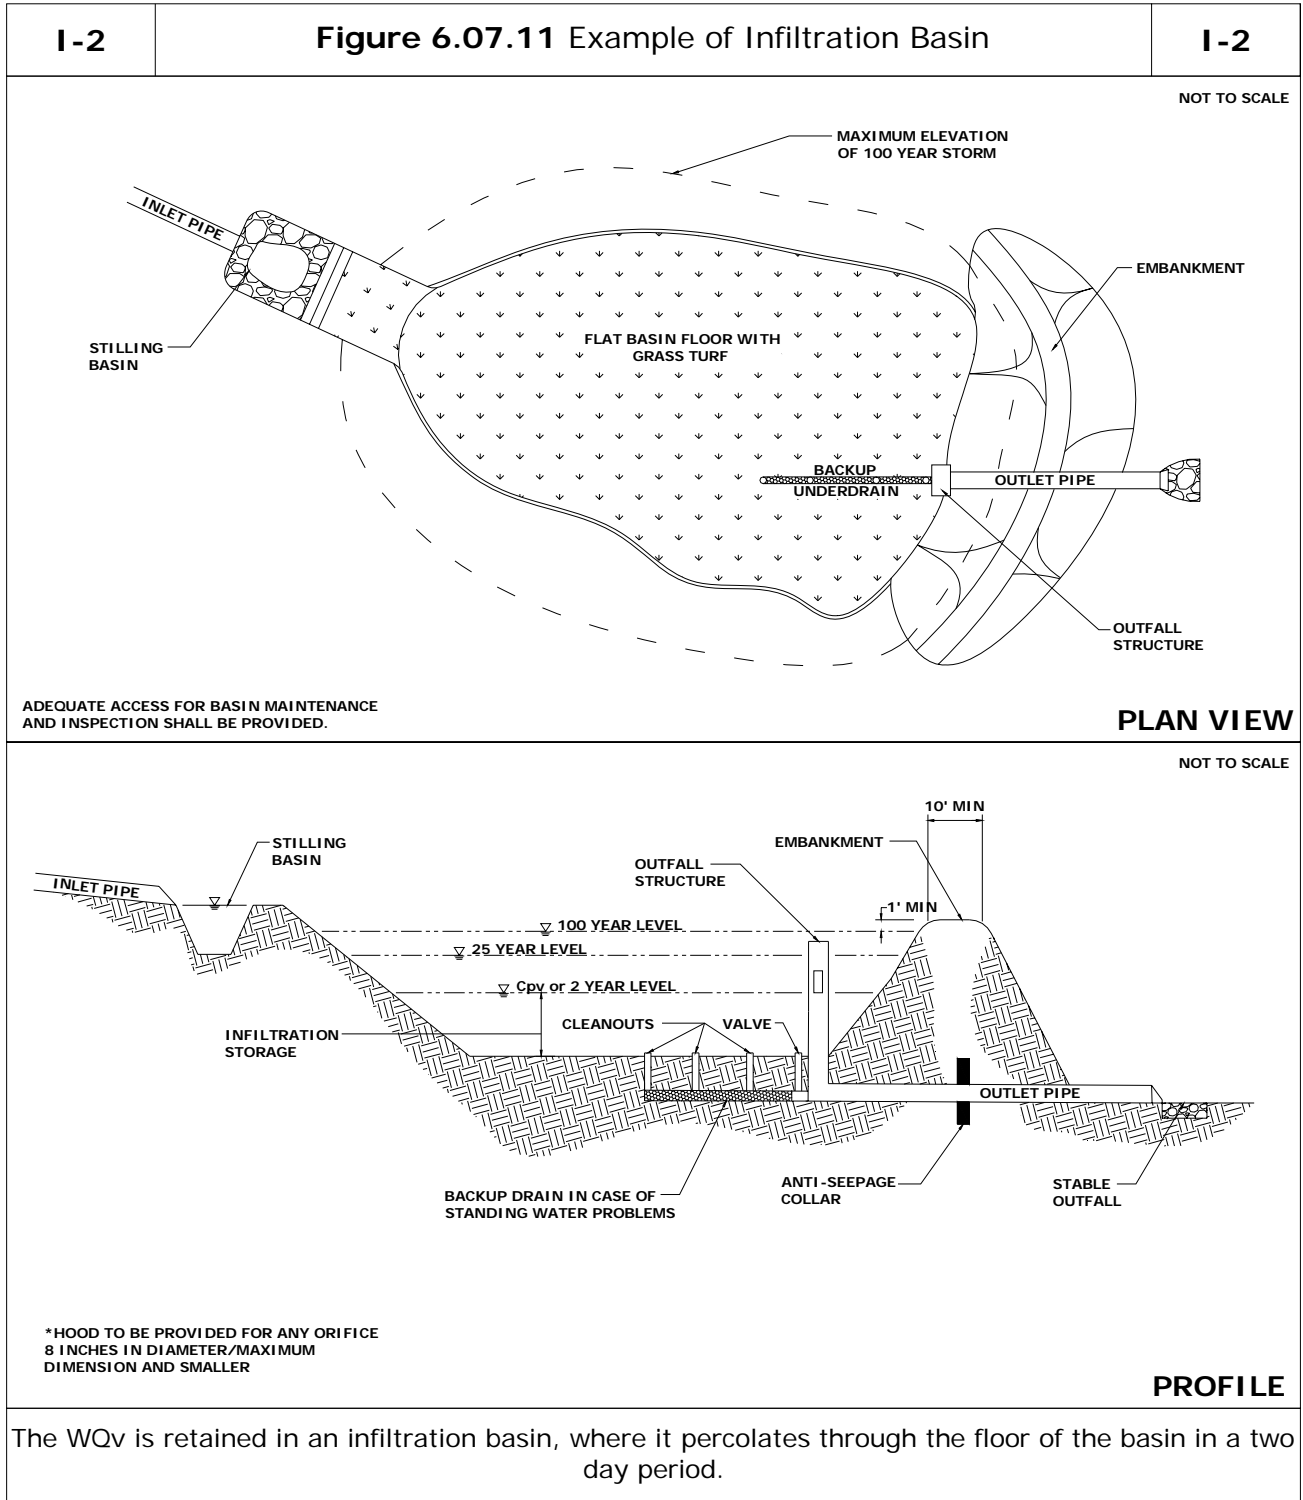 I-2
Figure 6.07.11 Example of Infiltration Basin
I-2
NOT TO SCALE
MAXIMUM ELEVATION
OF 100 YEAR STORM
INLET PIPE
EMBANKMENT
STILLING
BASIN
FLAT BASIN FLOOR WITH
GRASS TURF
BACKUP
UNDERDRAIN
OUTLET PIPE
OUTFALL
STRUCTURE
ADEQUATE ACCESS FOR BASIN MAINTENANCE
AND INSPECTION SHALL BE PROVIDED.
PLAN VIEW
NOT TO SCALE
10' MIN
STILLING
BASIN
EMBANKMENT
OUTFALL
STRUCTURE
INLET PIPE
1' MIN
100 YEAR LEVEL
25 YEAR LEVEL
Cpv or 2 YEAR LEVEL
CLEANOUTS
VALVE
INFILTRATION
STORAGE
OUTLET PIPE
BACKUP DRAIN IN CASE OF
STANDING WATER PROBLEMS
ANTI-SEEPAGE
COLLAR
STABLE
OUTFALL
*HOOD TO BE PROVIDED FOR ANY ORIFICE
8 INCHES IN DIAMETER/MAXIMUM
DIMENSION AND SMALLER
PROFILE
The WQv is retained in an infiltration basin, where it percolates through the floor of the basin in a two
day period.